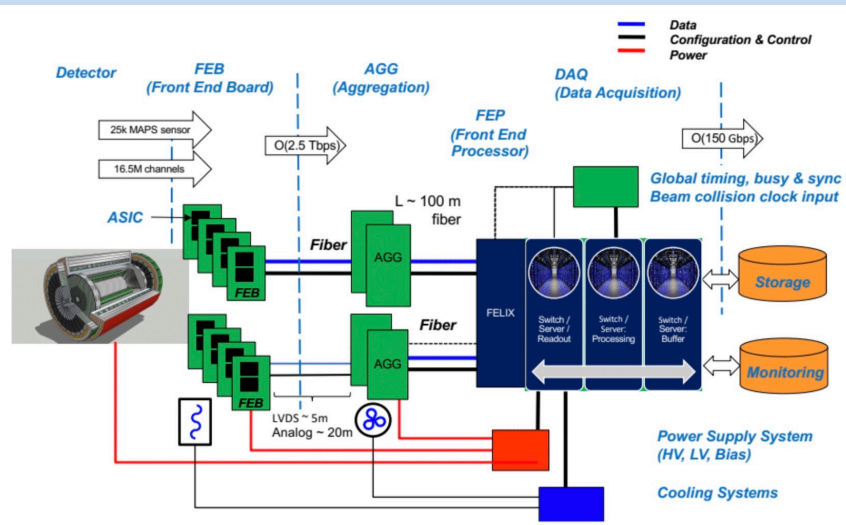 Data
Configuration & Control
Power
Detector
FEB
(Front End Board)
AGG
(Aggregation)
DAQ
(Data Acquisition)
FEP
(Front End
Processor)
25k MAPS sensor
16.5M channels
O(2.5 Tbps)
O(150 Gbps)
Global timing, busy & sync
Beam collision clock input
ASIC
L ~ 100 m
fiber
Fiber
AGG
FEB
FELIX
Switch /
Server /
Readout
Switch /
Server:
Processing
Switch /
Server:
Buffer
Storage
Fiber
AGG
FEB
Monitoring
LVDS ~ 5m
Analog ~ 20m
Power Supply System
(HV, LV, Bias)
Cooling Systems